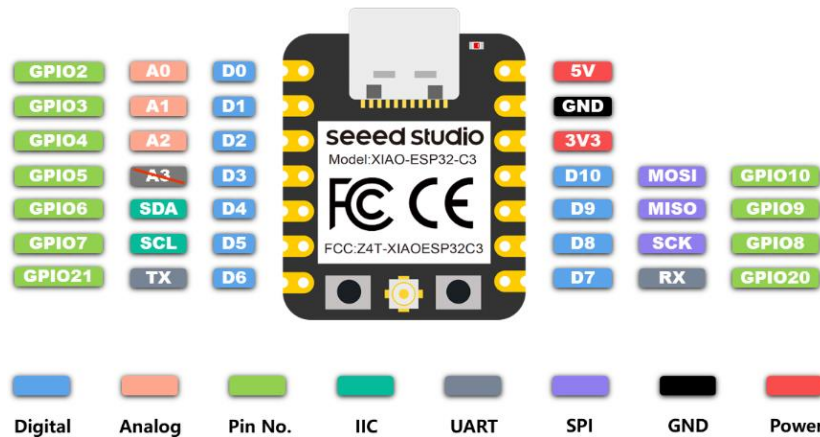 GPIO2 A0 D0 5V
GPIO3 A1 D1 GND
GPIO4 A2 D2 seeed studio 3V3
Model:XIAO-ESP32-C3
GPIO5 A3 D3 D10 MOSI GPIO10
GPIO6 SDA D4 FC CE D9 MISO GPIO9
GPIO7 SCL D5 FCC:Z4T-XIAOESP32C3 D8 SCK GPIO8
GPIO21 TX D6 D7 RX GPIO20
Digital Analog Pin No. IIC UART SPI GND Power